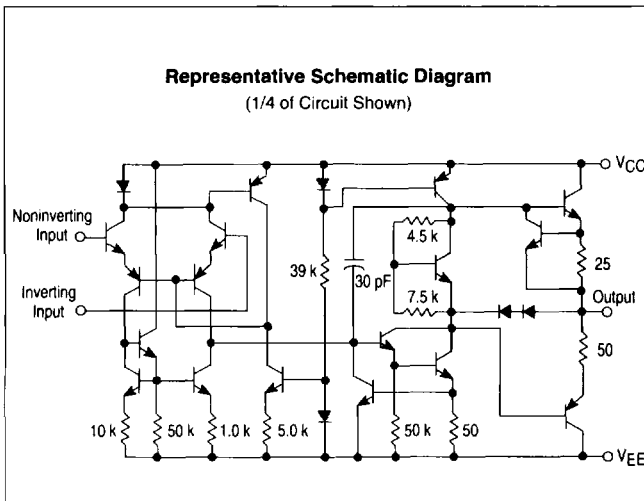 Representative Schematic Diagram
(1/4 of Circuit Shown)
VCC
Noninverting
Input
4.5 k
25
39 k
30 pF
Inverting
Input
7.5 k
Output
50
10 k
50 k
1.0 k
5.0 k
50 k
50
VEE